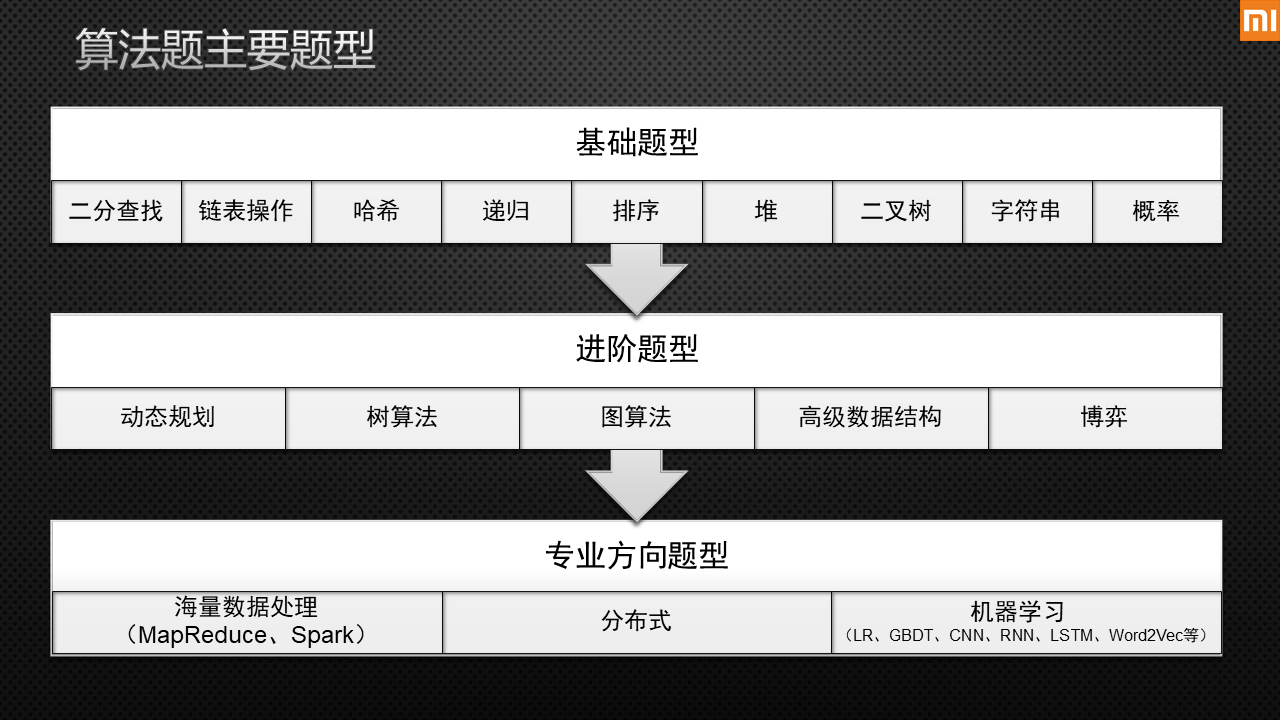 算法题主要题型
mi
基础题型
二分查找
链表操作
哈希
递归
排序
堆
二叉树
字符串
概率
进阶题型
动态规划
树算法
图算法
高级数据结构
博弈
专业方向题型
海量数据处理
（MapReduce、Spark）
分布式
机器学习
（LR、GBDT、CNN、RNN、LSTM、Word2Vec等）